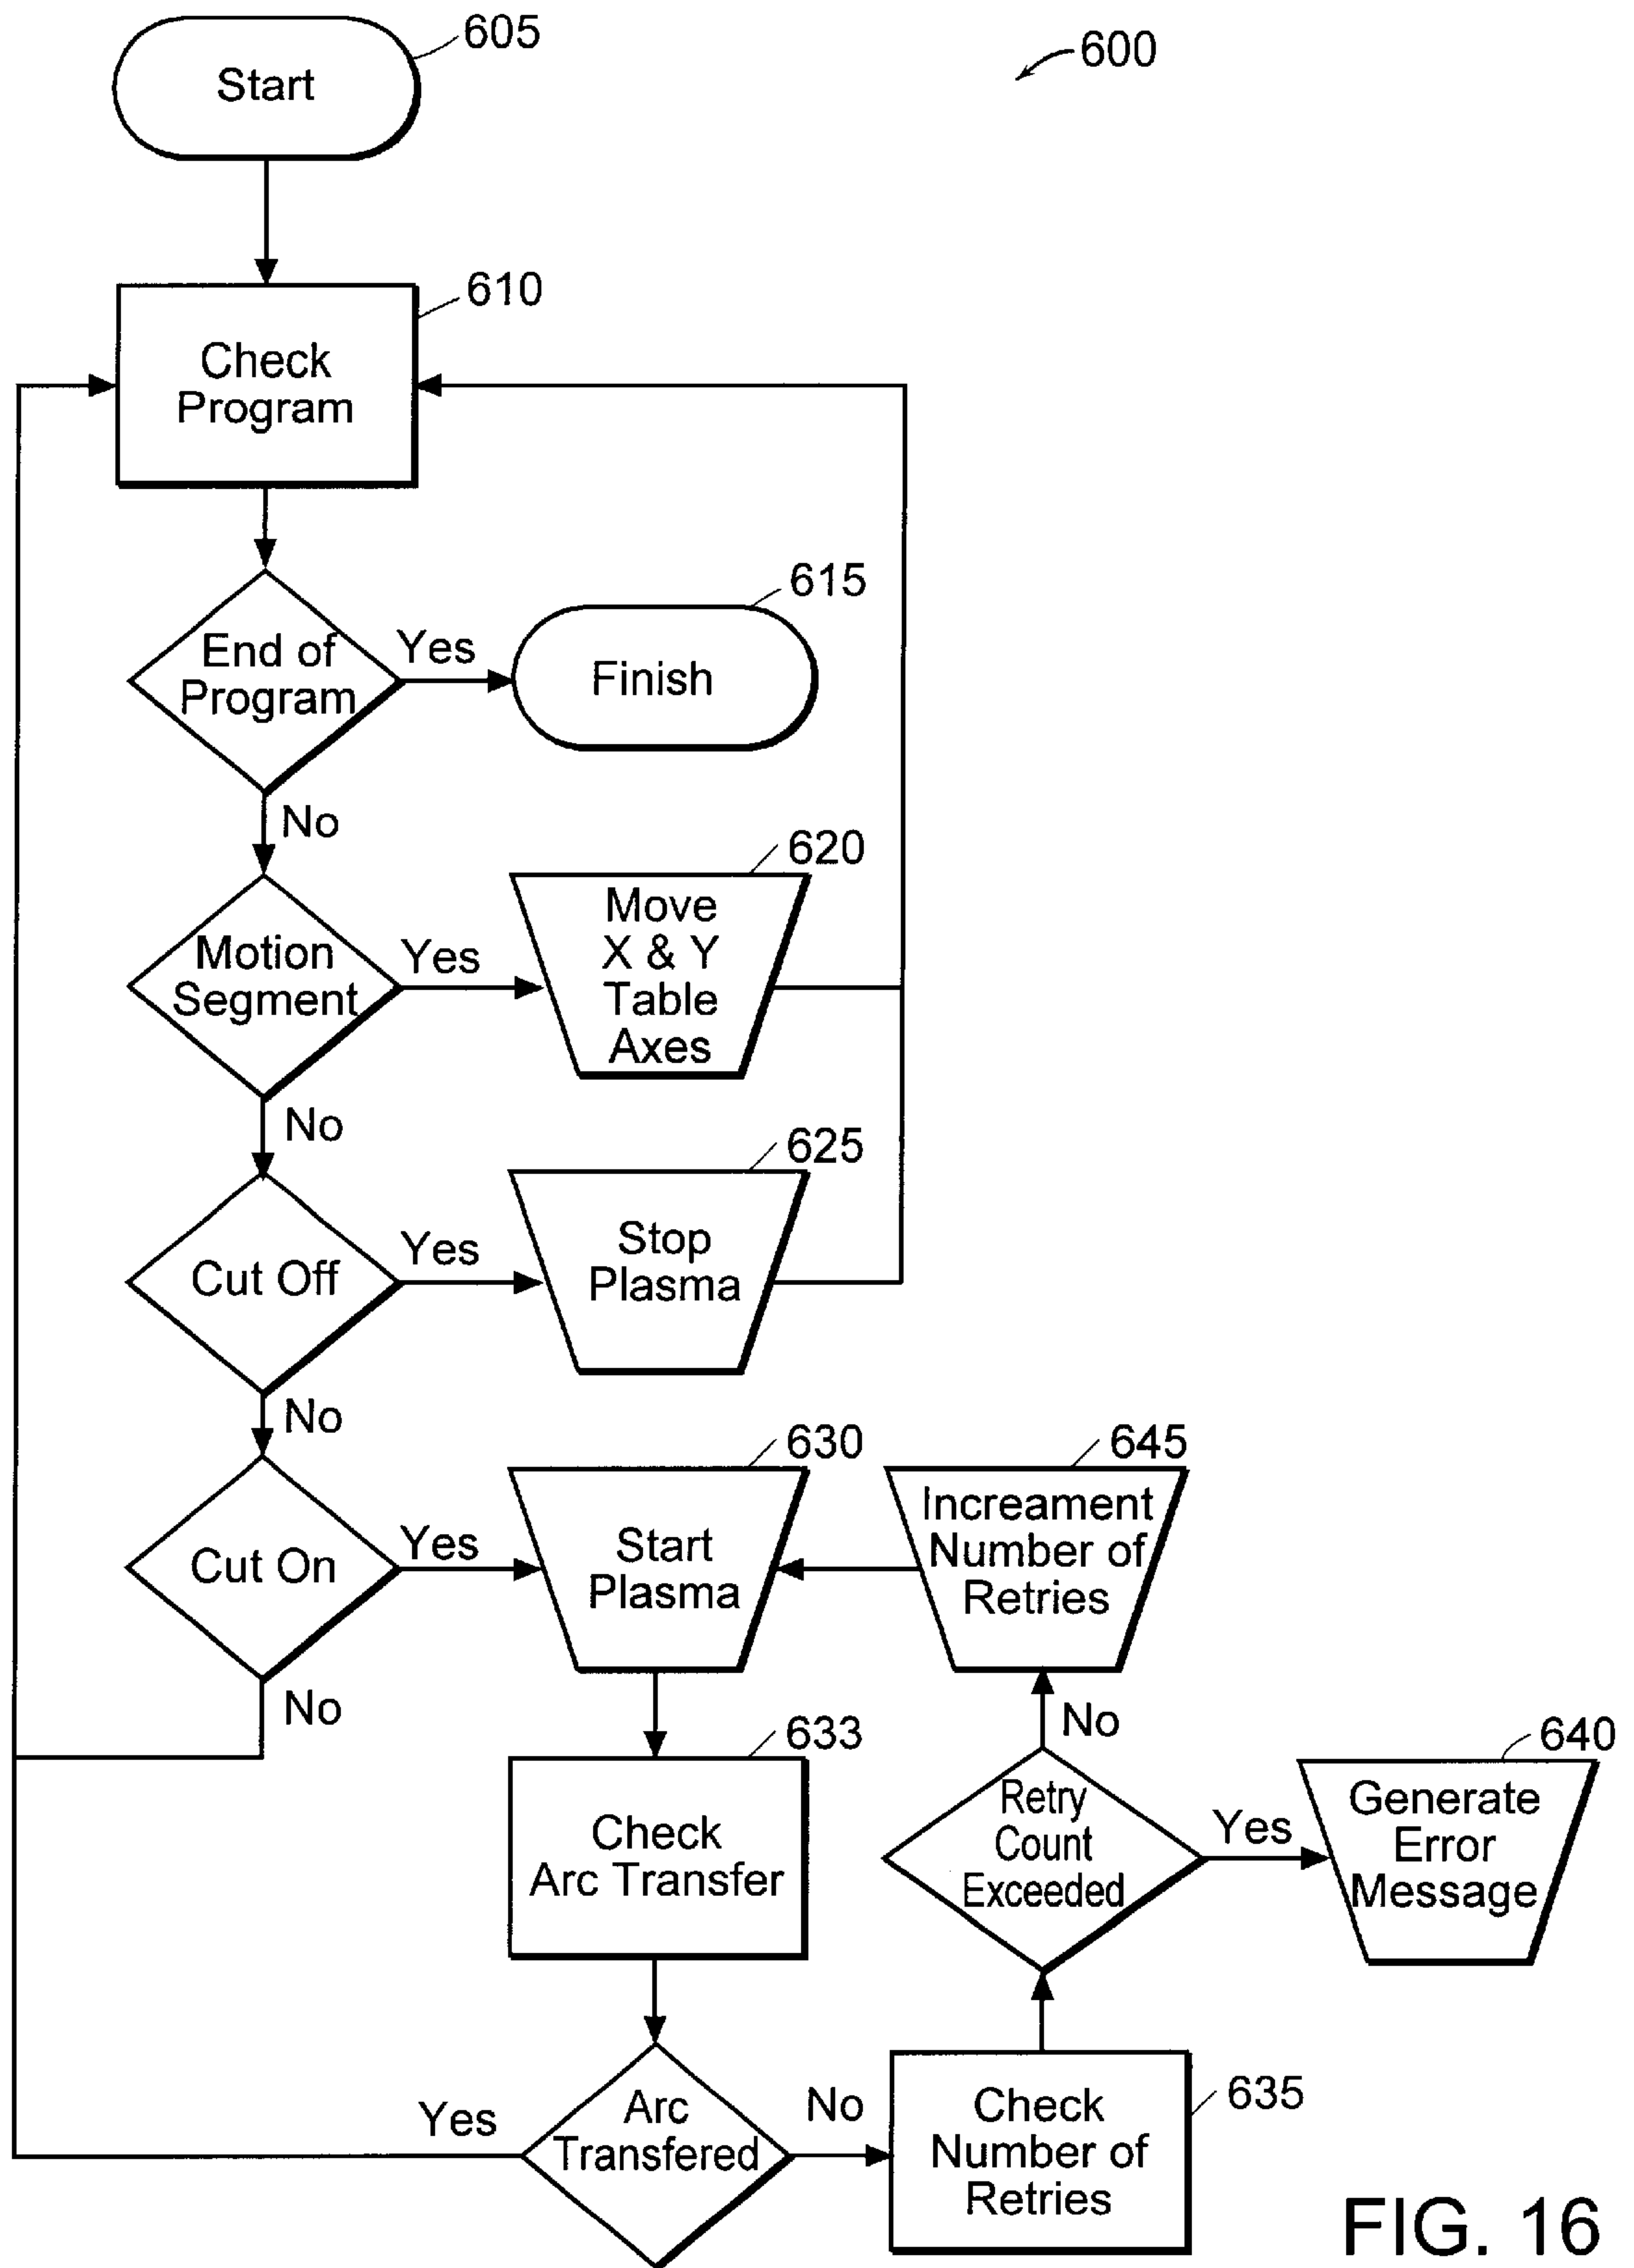 605
600
Start
610
Check
Program
615
End of
Program
Yes
Finish
No
620
Motion
Segment
Yes
Move
X & Y
Table
Axes
No
625
Cut Off
Yes
Stop
Plasma
No
630
645
Cut On
Yes
Start
Plasma
Increament
Number of
Retries
No
No
633
640
Check
Arc Transfer
Retry
Count
Exceeded
Yes
Generate
Error
Message
Yes
Arc
Transfered
No
Check
Number of
Retries
635
FIG. 16